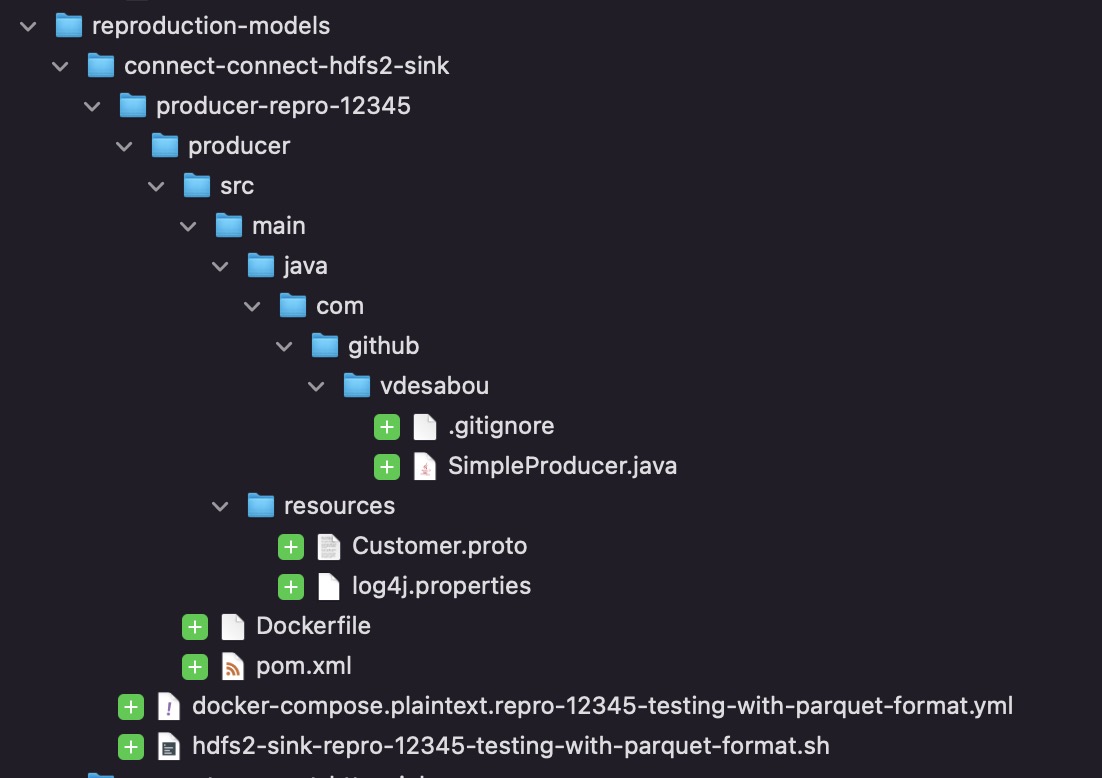 reproduction-models
connect-connect-hdfs2-sink
producer-repro-12345
producer
src
main
java
com
github
vdesabou
.gitignore
SimpleProducer.java
resources
Customer.proto
log4j.properties
Dockerfile
pom.xml
docker-compose.plaintext.repro-12345-testing-with-parquet-format.yml
hdfs2-sink-repro-12345-testing-with-parquet-format.sh